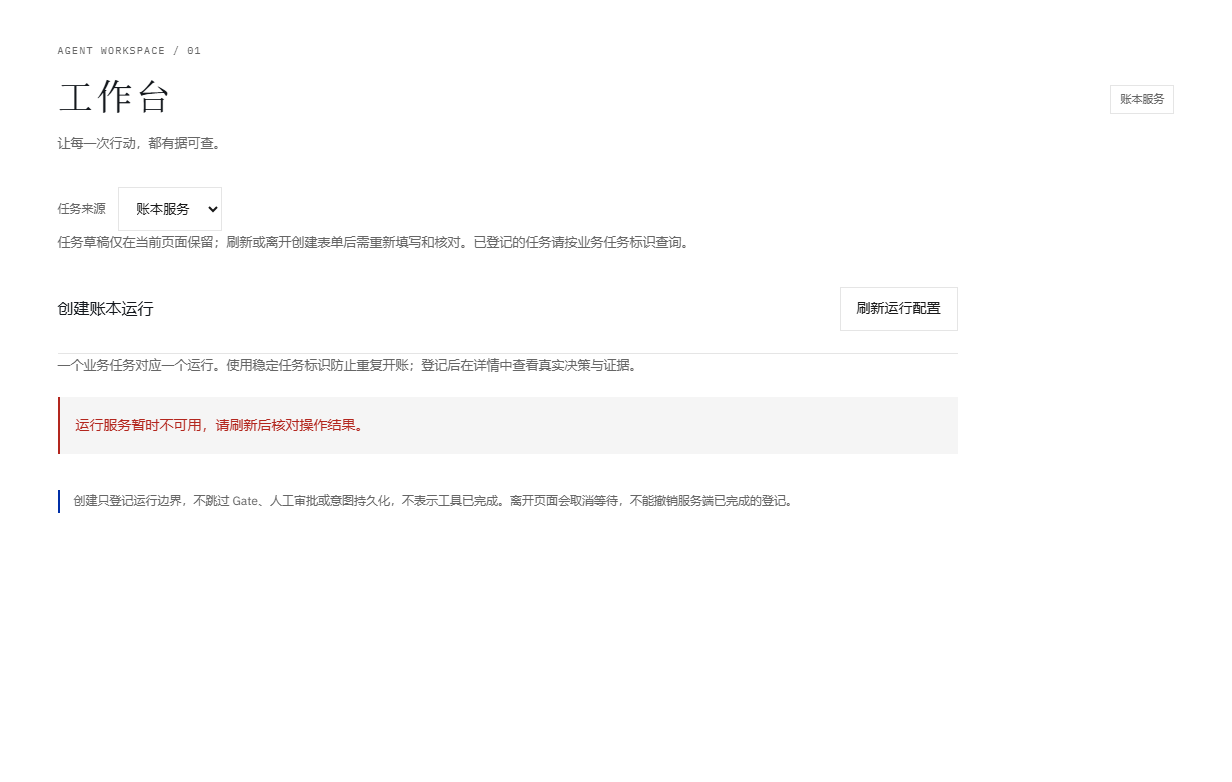 AGENT WORKSPACE / 01
工作台
账本服务
让每一次行动，都有据可查。
任务来源 账本服务
任务草稿仅在当前页面保留；刷新或离开创建表单后需重新填写和核对。已登记的任务请按业务任务标识查询。
创建账本运行
刷新运行配置
一个业务任务对应一个运行。使用稳定任务标识防止重复开账；登记后在详情中查看真实决策与证据。
运行服务暂时不可用，请刷新后核对操作结果。
创建只登记运行边界，不跳过 Gate、人工审批或意图持久化，不表示工具已完成。离开页面会取消等待，不能撤销服务端已完成的登记。